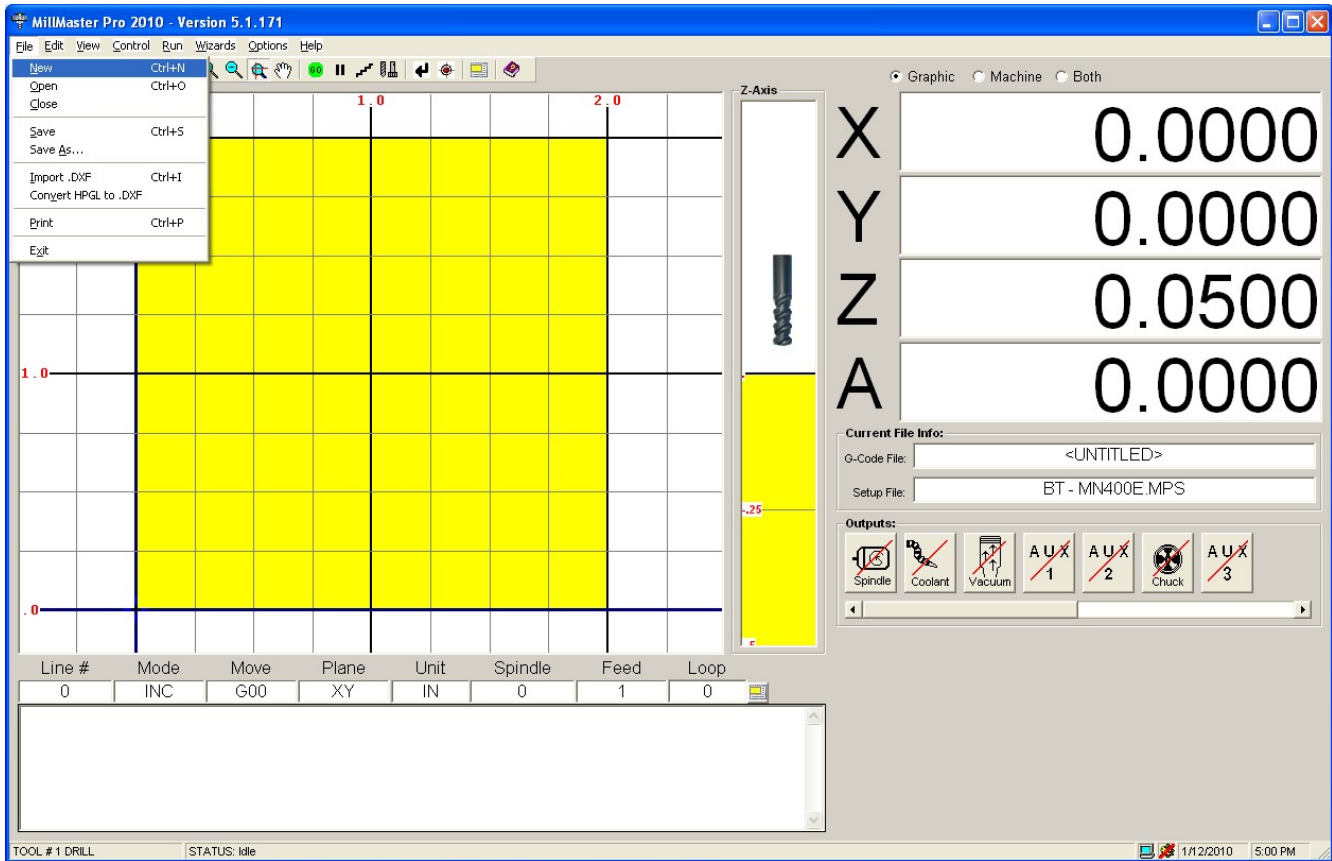 MillMaster Pro 2010 - Version 5.1.171
File Edit View Control Run Wizards Options Help
New Ctrl+N
Open Ctrl+O
Close
Save Ctrl+S
Save As...
Import .DXF Ctrl+I
Convert HPGL to .DXF
Print Ctrl+P
Exit
GO
1.0 2.0
1.0
.0
Z-Axis
-.25
Graphic Machine Both
X 0.0000
Y 0.0000
Z 0.0500
A 0.0000
Current File Info:
G-Code File: <UNTITLED>
Setup File: BT - MN400E.MPS
Outputs:
Spindle Coolant Vacuum AUX 1 AUX 2 Chuck AUX 3
Line # Mode Move Plane Unit Spindle Feed Loop
0 INC G00 XY IN 0 1 0
TOOL # 1 DRILL STATUS: Idle 1/12/2010 5:00 PM